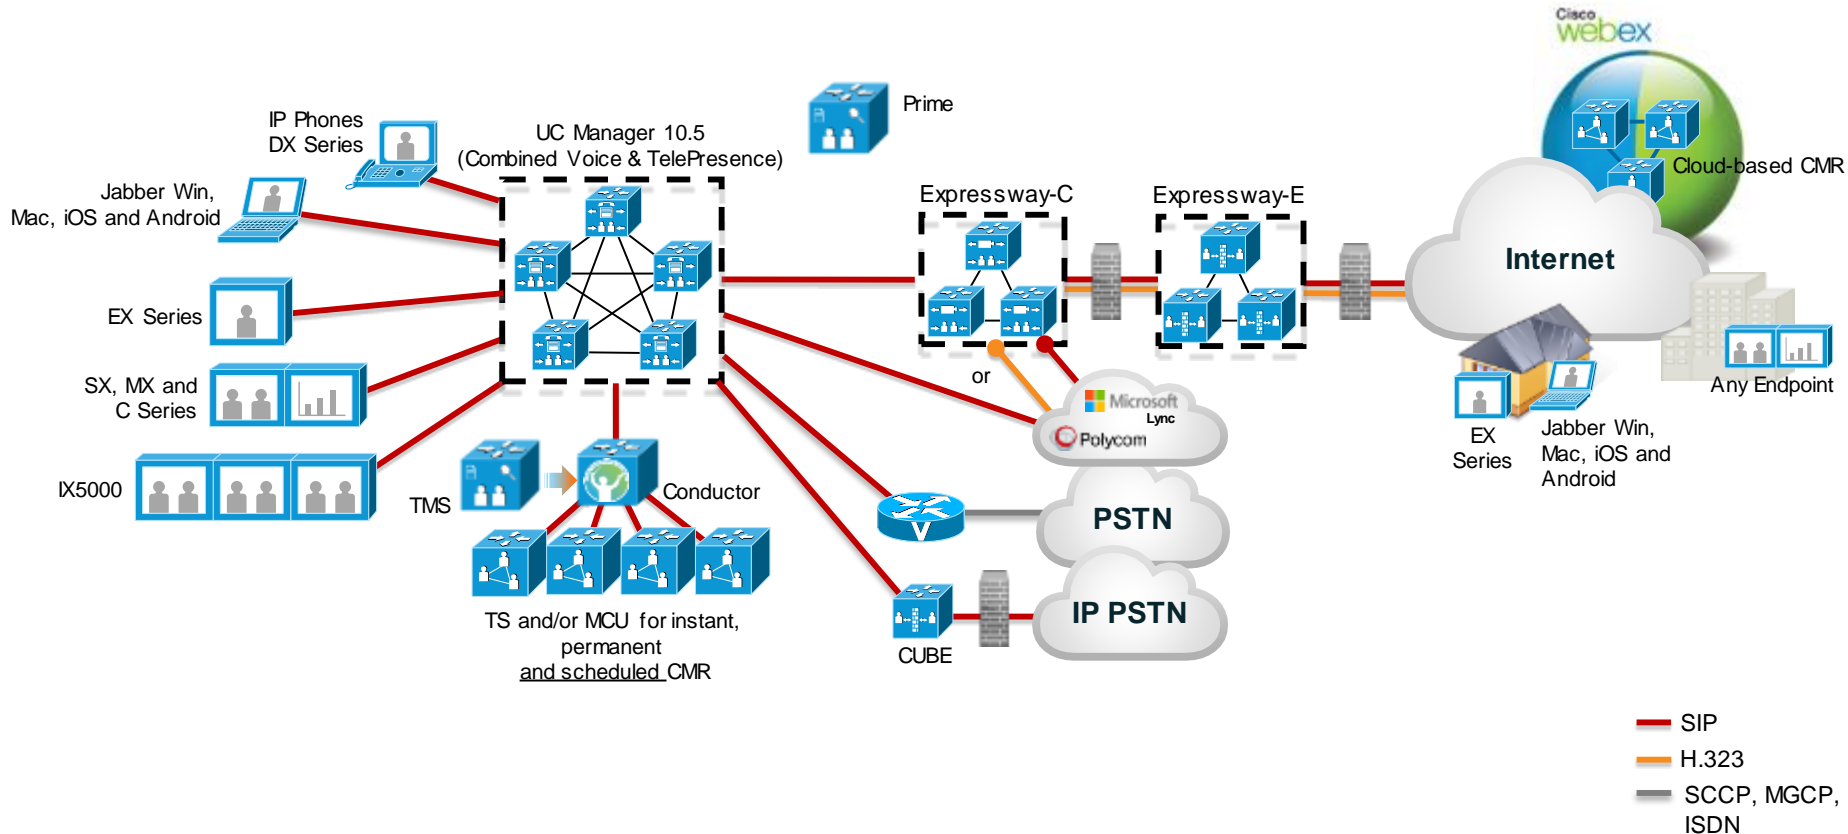 Cisco
webex
Prime
IP Phones
DX Series
UC Manager 10.5
(Combined Voice & TelePresence)
Jabber Win,
Mac, iOS and Android
Expressway-C
Expressway-E
Cloud-based CMR
Internet
EX Series
SX, MX and
C Series
or
Microsoft
Lync
Polycom
Any Endpoint
EX
Series
Jabber Win,
Mac, iOS and
Android
IX5000
TMS
Conductor
V
PSTN
TS and/or MCU for instant,
permanent
and scheduled CMR
CUBE
IP PSTN
SIP
H.323
SCCP, MGCP,
ISDN